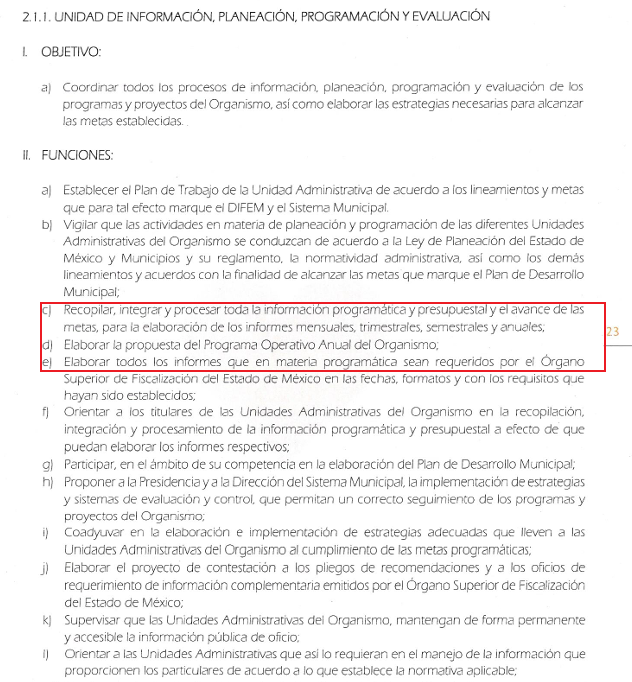 2.1.1. UNIDAD DE INFORMACIÓN, PLANEACIÓN, PROGRAMACIÓN Y EVALUACIÓN
I. OBJETIVO:
a) Coordinar todos los procesos de información, planeación, programación y evaluación de los
programas y proyectos del Organismo, así como elaborar las estrategias necesarias para alcanzar
las metas establecidas.
II. FUNCIONES:
a) Establecer el Plan de Trabajo de la Unidad Administrativa de acuerdo a los lineamientos y metas
que para tal efecto marque el DIFEM y el Sistema Municipal.
b) Vigilar que las actividades en materia de planeación y programación de las diferentes Unidades
Administrativas del Organismo se conduzcan de acuerdo a la Ley de Planeación del Estado de
México y Municipios y su reglamento, la normatividad administrativa, así como los demás
lineamientos y acuerdos con la finalidad de alcanzar las metas que marque el Plan de Desarrollo
Municipal;
c) Recopilar, integrar y procesar toda la información programática y presupuestal y el avance de las
metas, para la elaboración de los informes mensuales, trimestrales, semestrales y anuales;
23
d) Elaborar la propuesta del Programa Operativo Anual del Organismo;
e) Elaborar todos los informes que en materia programática sean requeridos por el Órgano
Superior de Fiscalización del Estado de México en las fechas, formatos y con los requisitos que
hayan sido establecidos;
f) Orientar a los titulares de las Unidades Administrativas del Organismo en la recopilación,
integración y procesamiento de la información programática y presupuestal a efecto de que
puedan elaborar los informes respectivos;
g) Participar, en el ámbito de su competencia en la elaboración del Plan de Desarrollo Municipal;
h) Proponer a la Presidencia y a la Dirección del Sistema Municipal, la implementación de estrategias
y sistemas de evaluación y control, que permitan un correcto seguimiento de los programas y
proyectos del Organismo;
i) Coadyuvar en la elaboración e implementación de estrategias adecuadas que lleven a las
Unidades Administrativas del Organismo al cumplimiento de las metas programáticas;
j) Elaborar el proyecto de contestación a los pliegos de recomendaciones y a los oficios de
requerimiento de información complementaria emitidos por el Órgano Superior de Fiscalización
del Estado de México;
k) Supervisar que las Unidades Administrativas del Organismo, mantengan de forma permanente
y accesible la información pública de oficio;
l) Orientar a las Unidades Administrativas que así lo requieran en el manejo de la información que
proporcionen los particulares de acuerdo a lo que establece la normativa aplicable;